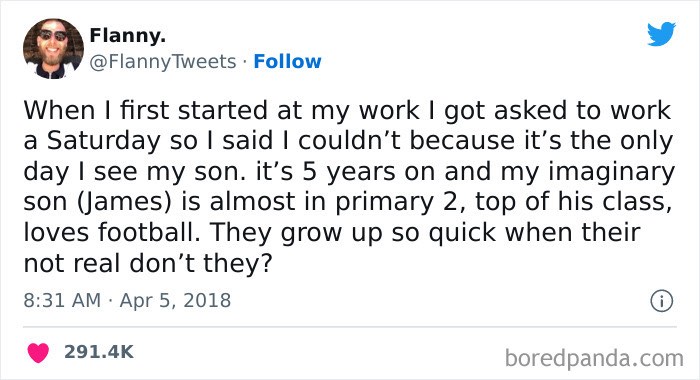 Flanny.
@FlannyTweets · Follow
When I first started at my work I got asked to work
a Saturday so I said I couldn’t because it’s the only
day I see my son. it’s 5 years on and my imaginary
son (James) is almost in primary 2, top of his class,
loves football. They grow up so quick when their
not real don’t they?
8:31 AM · Apr 5, 2018
291.4K
boredpanda.com